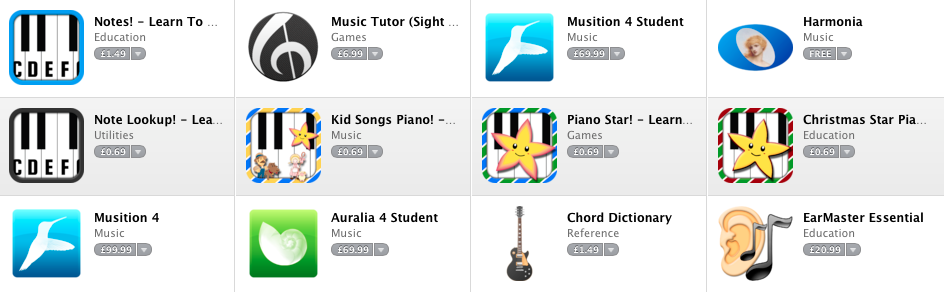 Notes! - Learn To ...
Education
£1.49
Music Tutor (Sight ...
Games
£6.99
Musition 4 Student
Music
£69.99
Harmonia
Music
FREE
CDEF
Note Lookup! - Lea...
Utilities
£0.69
CDEF
Kid Songs Piano! -...
Music
£0.69
Piano Star! - Learn...
Games
£0.69
Christmas Star Pia...
Education
£0.69
Musition 4
Music
£99.99
Auralia 4 Student
Music
£69.99
Chord Dictionary
Reference
£1.49
EarMaster Essential
Education
£20.99